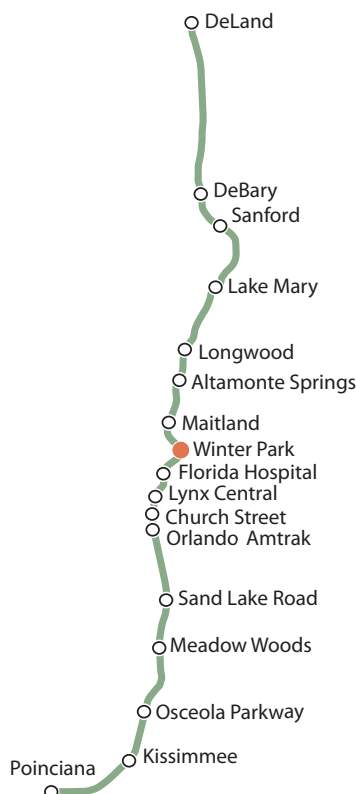 DeLand
DeBary
Sanford
Lake Mary
Longwood
Altamonte Springs
Maitland
Winter Park
Florida Hospital
Lynx Central
Church Street
Orlando Amtrak
Sand Lake Road
Meadow Woods
Osceola Parkway
Kissimmee
Poinciana